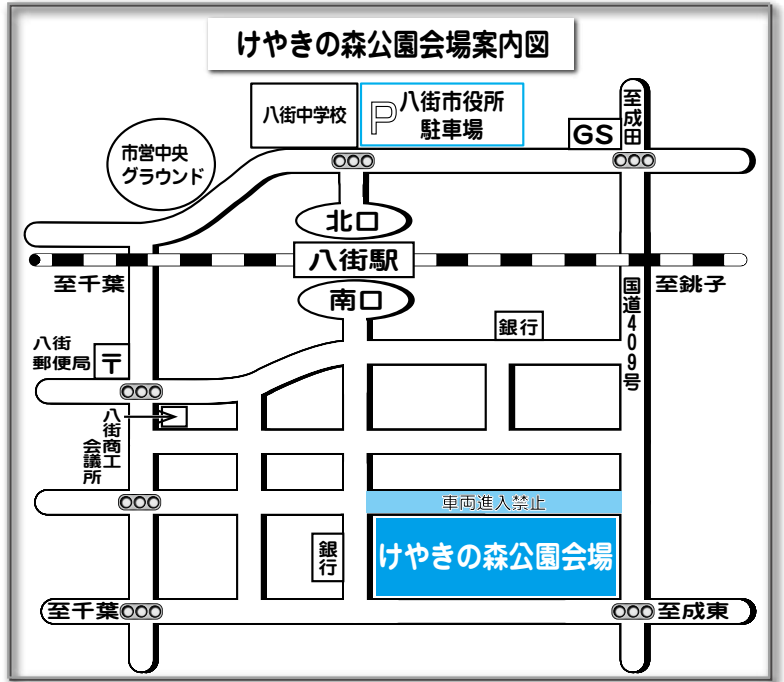 けやきの森公園会場案内図
八街中学校
P
八街市役所
駐車場
GS
至成田
市営中央
グラウンド
北口
八街駅
至千葉
至銚子
南口
国道409号
銀行
八街
郵便局
〒
八街商工
会議所
車両進入禁止
銀行
けやきの森公園会場
至千葉
至成東